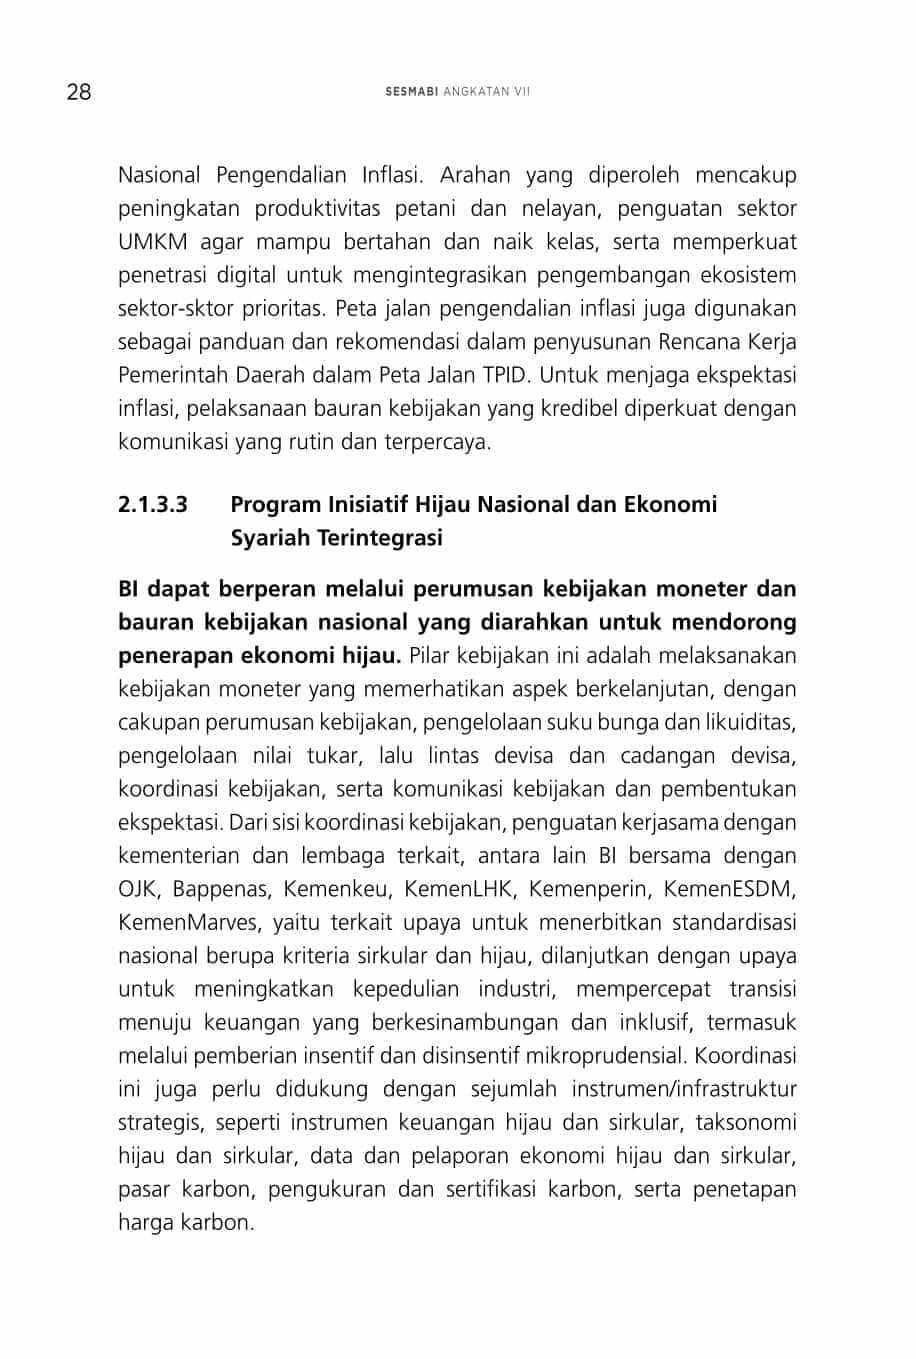 28
SESMABI ANGKATAN VII
Nasional Pengendalian Inflasi. Arahan yang diperoleh mencakup
peningkatan produktivitas petani dan nelayan, penguatan sektor
UMKM agar mampu bertahan dan naik kelas, serta memperkuat
penetrasi digital untuk mengintegrasikan pengembangan ekosistem
sektor-sktor prioritas. Peta jalan pengendalian inflasi juga digunakan
sebagai panduan dan rekomendasi dalam penyusunan Rencana Kerja
Pemerintah Daerah dalam Peta Jalan TPID. Untuk menjaga ekspektasi
inflasi, pelaksanaan bauran kebijakan yang kredibel diperkuat dengan
komunikasi yang rutin dan terpercaya.
2.1.3.3 Program Inisiatif Hijau Nasional dan Ekonomi
Syariah Terintegrasi
BI dapat berperan melalui perumusan kebijakan moneter dan
bauran kebijakan nasional yang diarahkan untuk mendorong
penerapan ekonomi hijau. Pilar kebijakan ini adalah melaksanakan
kebijakan moneter yang memerhatikan aspek berkelanjutan, dengan
cakupan perumusan kebijakan, pengelolaan suku bunga dan likuiditas,
pengelolaan nilai tukar, lalu lintas devisa dan cadangan devisa,
koordinasi kebijakan, serta komunikasi kebijakan dan pembentukan
ekspektasi. Dari sisi koordinasi kebijakan, penguatan kerjasama dengan
kementerian dan lembaga terkait, antara lain BI bersama dengan
OJK, Bappenas, Kemenkeu, KemenLHK, Kemenperin, KemenESDM,
KemenMarves, yaitu terkait upaya untuk menerbitkan standardisasi
nasional berupa kriteria sirkular dan hijau, dilanjutkan dengan upaya
untuk meningkatkan kepedulian industri, mempercepat transisi
menuju keuangan yang berkesinambungan dan inklusif, termasuk
melalui pemberian insentif dan disinsentif mikroprudensial. Koordinasi
ini juga perlu didukung dengan sejumlah instrumen/infrastruktur
strategis, seperti instrumen keuangan hijau dan sirkular, taksonomi
hijau dan sirkular, data dan pelaporan ekonomi hijau dan sirkular,
pasar karbon, pengukuran dan sertifikasi karbon, serta penetapan
harga karbon.